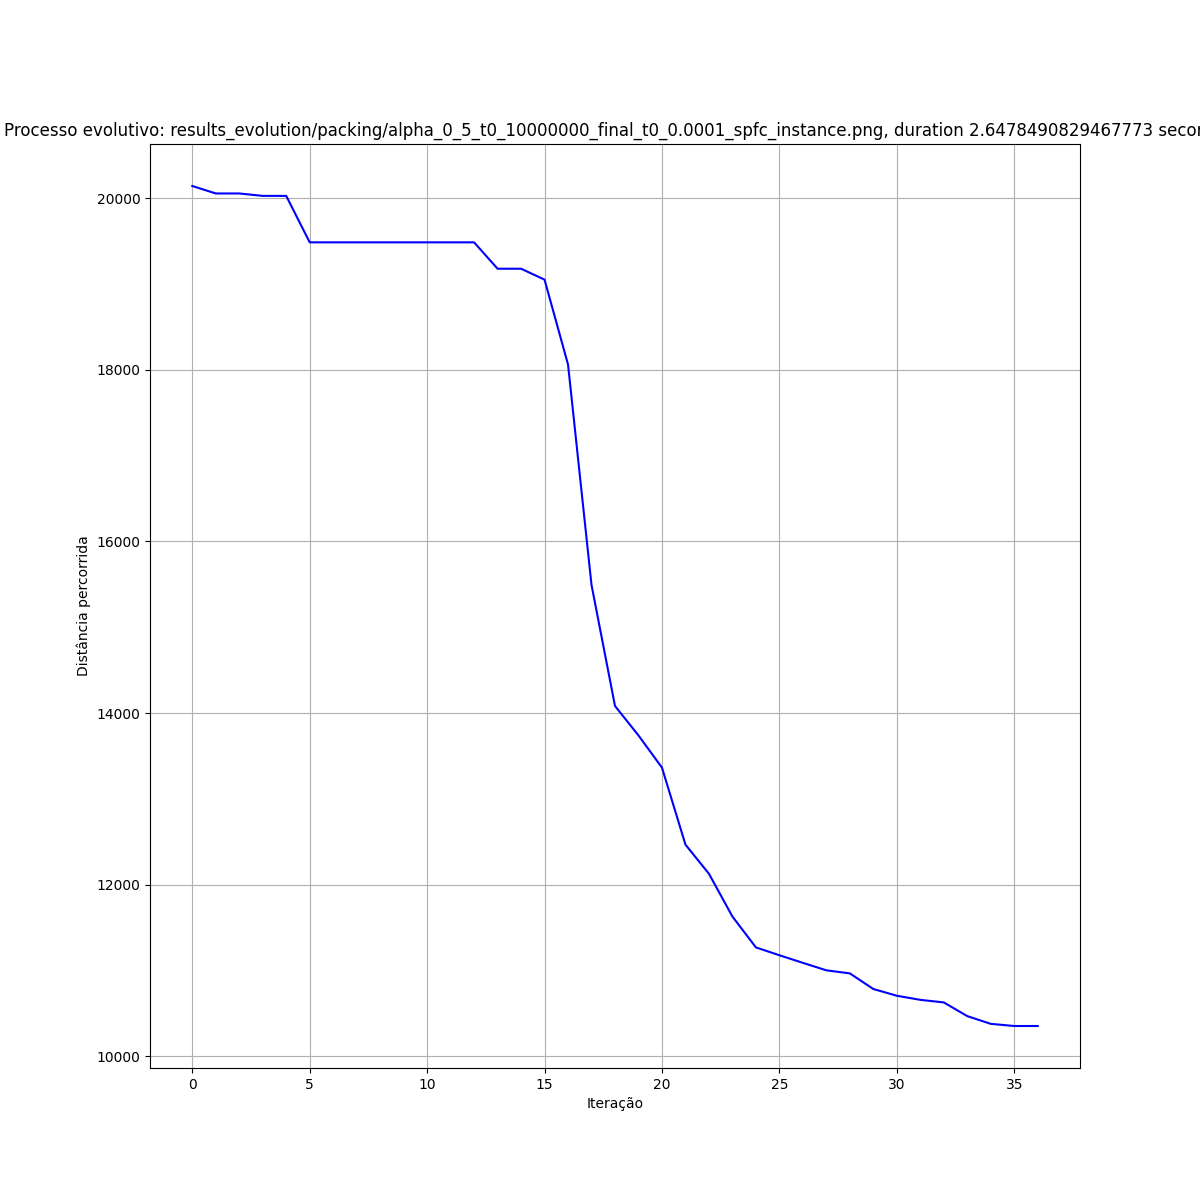 Processo evolutivo: results_evolution/packing/alpha_0_5_t0_10000000_final_t0_0.0001_spfc_instance.png, duration 2.6478490829467773
20000
18000
16000
14000
12000
10000
Distância percorrida
0 5 10 15 20 25 30 35
Iteração